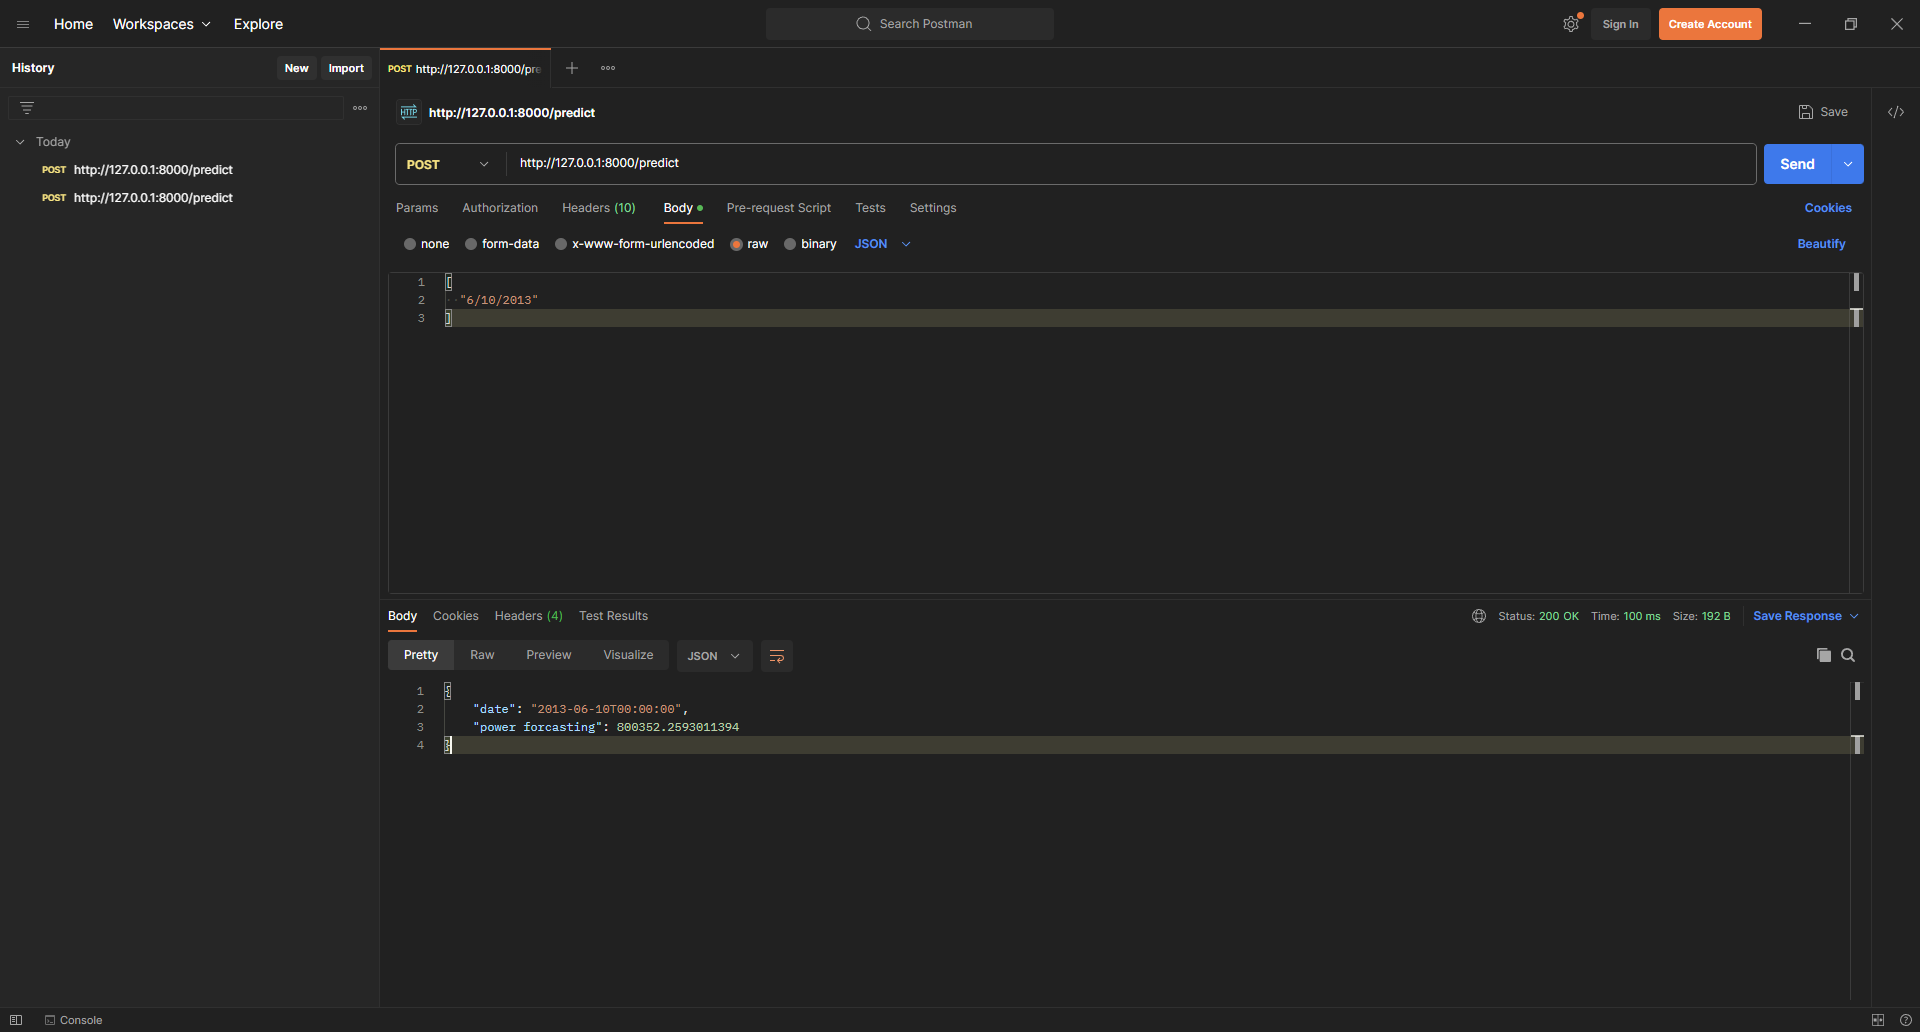 Home Workspaces Explore Search Postman Sign In Create Account
History New Import
POST http://127.0.0.1:8000/pre
HTTP http://127.0.0.1:8000/predict Save
Today
POST http://127.0.0.1:8000/predict
POST http://127.0.0.1:8000/predict
POST http://127.0.0.1:8000/predict Send
Params Authorization Headers (10) Body Pre-request Script Tests Settings Cookies
none form-data x-www-form-urlencoded raw binary JSON Beautify
1 [
2 "6/10/2013"
3 ]
Body Cookies Headers (4) Test Results Status: 200 OK Time: 100 ms Size: 192 B Save Response
Pretty Raw Preview Visualize JSON
1 {
2 "date": "2013-06-10T00:00:00",
3 "power forcasting": 800352.2593011394
4 }
Console